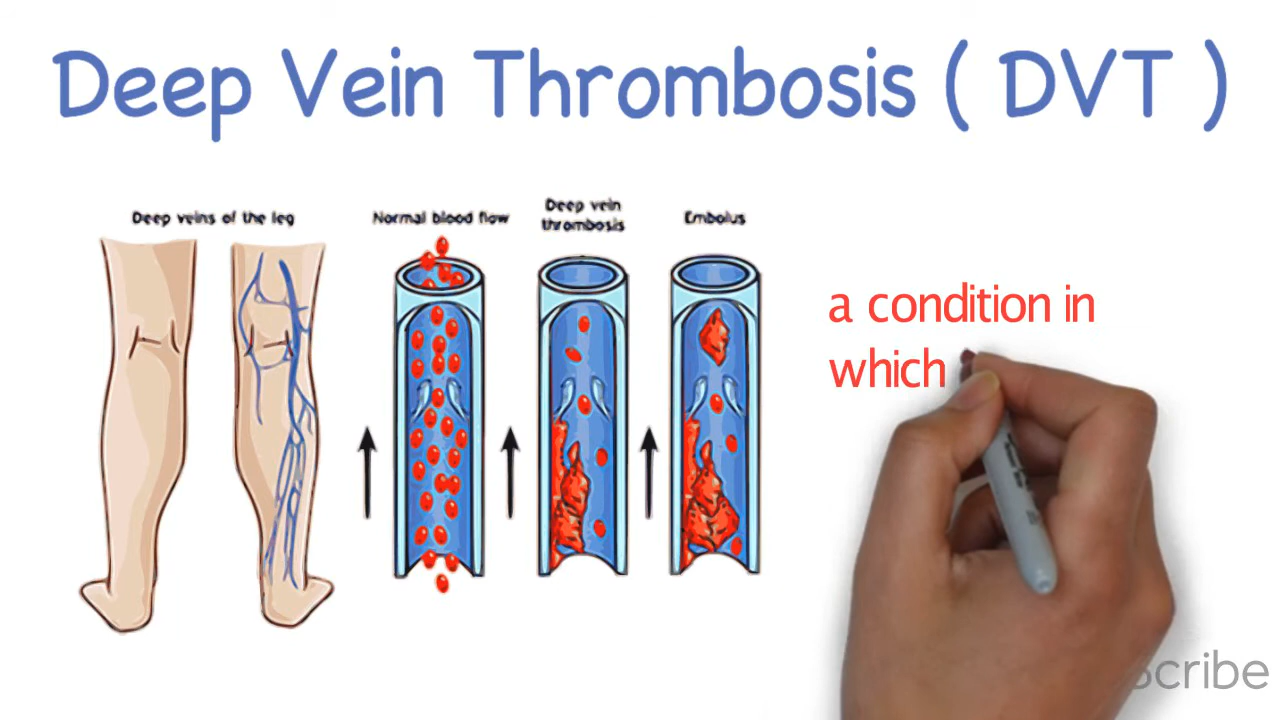 Deep Vein Thrombosis ( DVT )
Deep veins of the leg
Normal blood flow
Deep vein
thrombosis
Embolus
a condition in
which
cribe